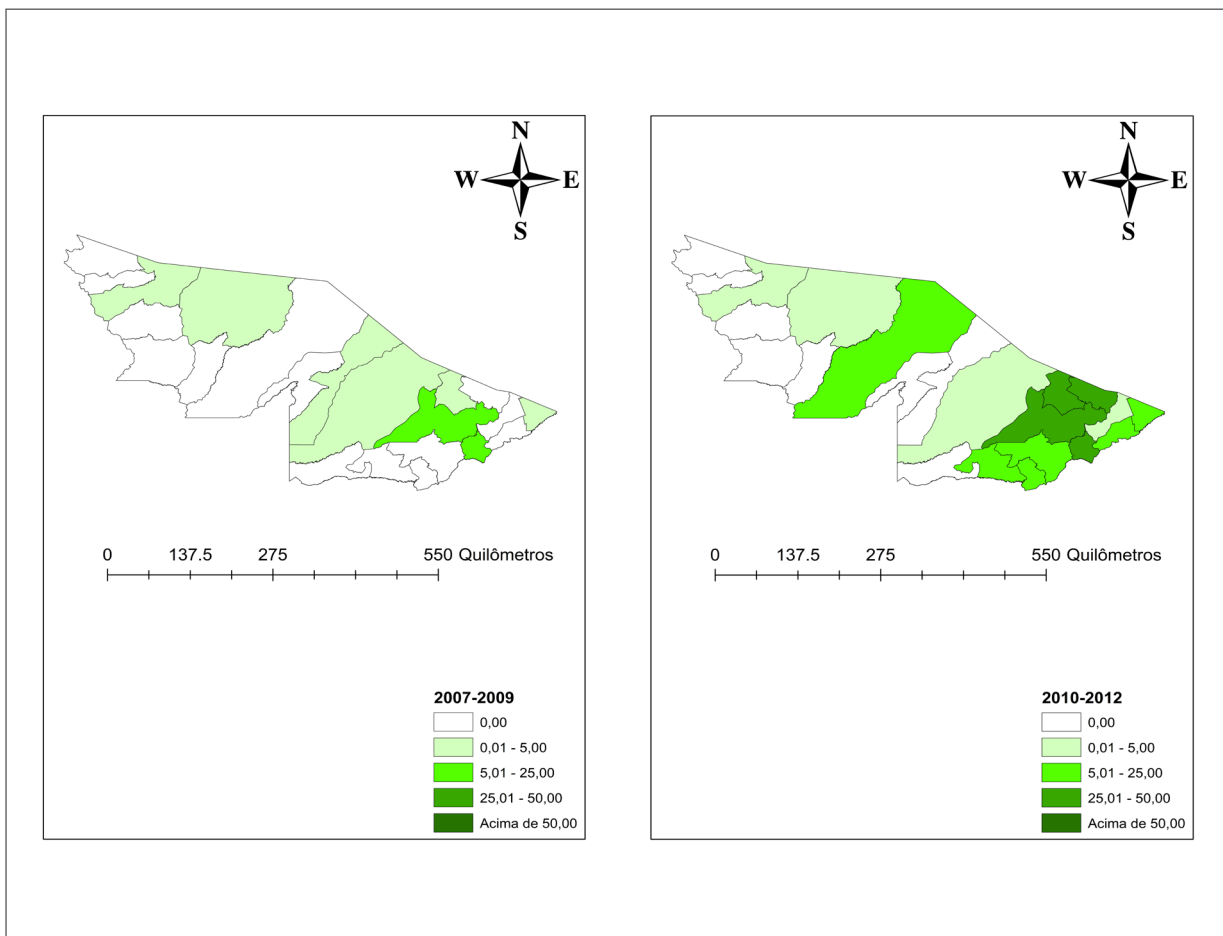 N
W E
S
0 137.5 275 550 Quilômetros
2007-2009
0,00
0,01 - 5,00
5,01 - 25,00
25,01 - 50,00
Acima de 50,00
N
W E
S
0 137.5 275 550 Quilômetros
2010-2012
0,00
0,01 - 5,00
5,01 - 25,00
25,01 - 50,00
Acima de 50,00